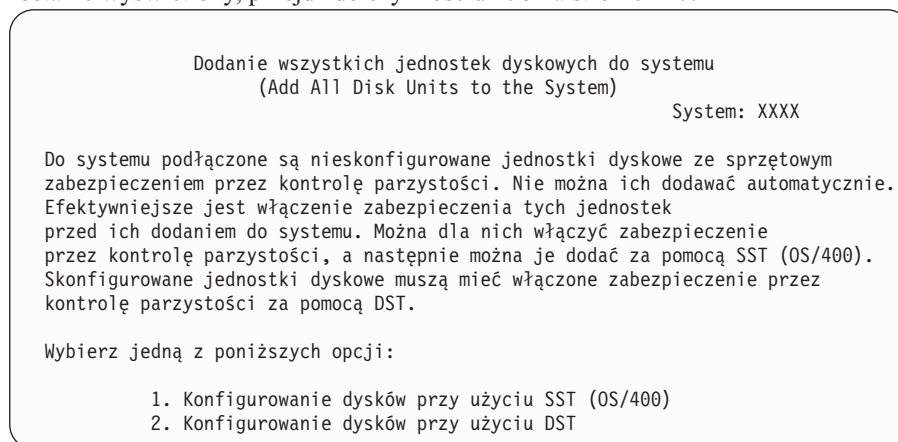 Dodanie wszystkich jednostek dyskowych do systemu
(Add All Disk Units to the System)
System: XXXX
Do systemu podłączone są nieskonfigurowane jednostki dyskowe ze sprzętowym
zabezpieczeniem przez kontrolę parzystości. Nie można ich dodawać automatycznie.
Efektywniejsze jest włączenie zabezpieczenia tych jednostek
przed ich dodaniem do systemu. Można dla nich włączyć zabezpieczenie
przez kontrolę parzystości, a następnie można je dodać za pomocą SST (OS/400).
Skonfigurowane jednostki dyskowe muszą mieć włączone zabezpieczenie przez
kontrolę parzystości za pomocą DST.
Wybierz jedną z poniższych opcji:
1. Konfigurowanie dysków przy użyciu SST (OS/400)
2. Konfigurowanie dysków przy użyciu DST